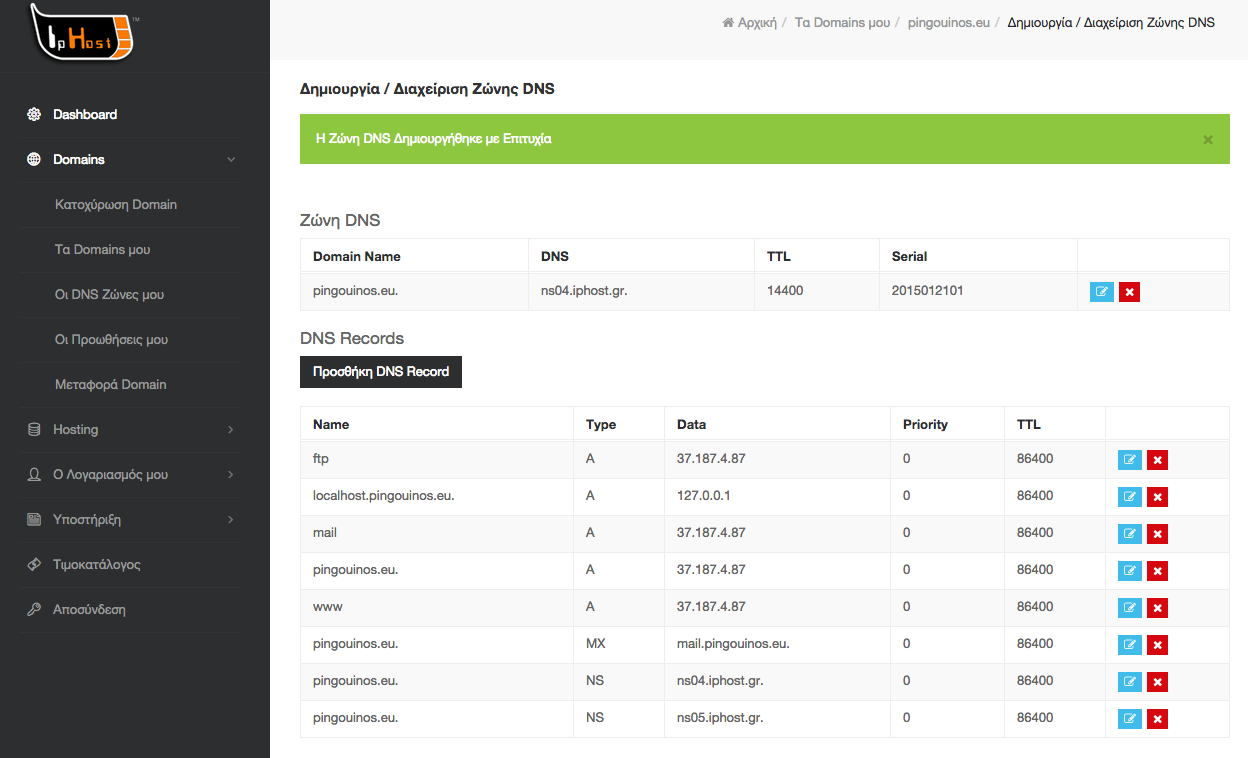 IpHost™
Αρχική / Τα Domains μου / pingouinos.eu / Δημιουργία / Διαχείριση Ζώνης DNS
Dashboard
Domains
Κατοχύρωση Domain
Τα Domains μου
Οι DNS Ζώνες μου
Οι Προωθήσεις μου
Μεταφορά Domain
Hosting
Ο Λογαριασμός μου
Υποστήριξη
Τιμοκατάλογος
Αποσύνδεση
Δημιουργία / Διαχείριση Ζώνης DNS
Η Ζώνη DNS Δημιουργήθηκε με Επιτυχία ×
Ζώνη DNS
Domain Name DNS TTL Serial
pingouinos.eu. ns04.iphost.gr. 14400 2015012101
DNS Records
Προσθήκη DNS Record
Name Type Data Priority TTL
ftp A 37.187.4.87 0 86400
localhost.pingouinos.eu. A 127.0.0.1 0 86400
mail A 37.187.4.87 0 86400
pingouinos.eu. A 37.187.4.87 0 86400
www A 37.187.4.87 0 86400
pingouinos.eu. MX mail.pingouinos.eu. 0 86400
pingouinos.eu. NS ns04.iphost.gr. 0 86400
pingouinos.eu. NS ns05.iphost.gr. 0 86400